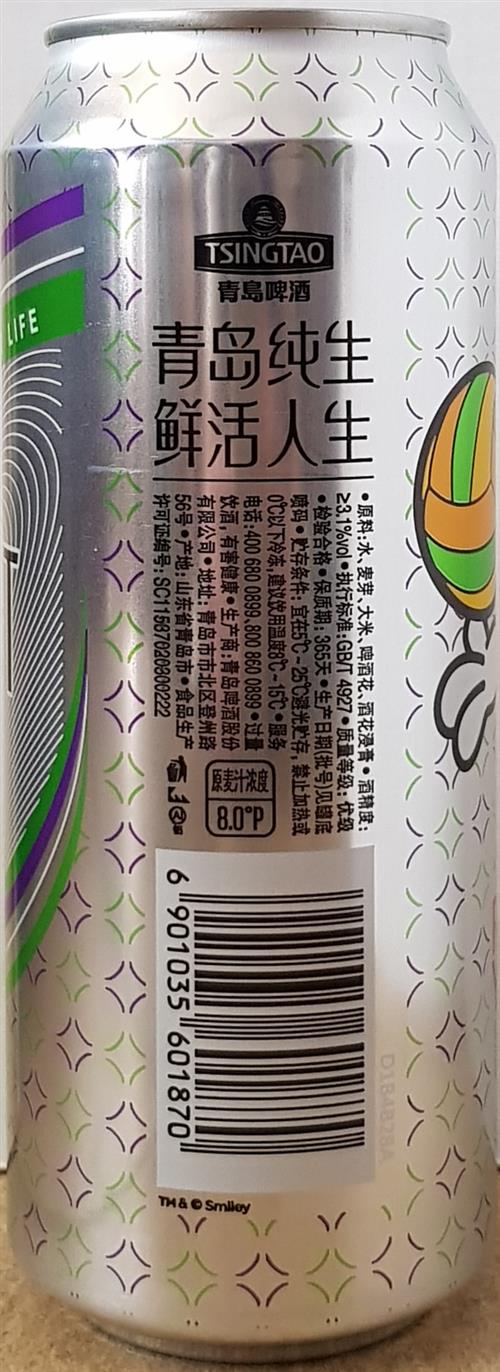 LIFE
TSINGTAO
青島啤酒
青岛纯生
鲜活人生
•原料:水、麦芽、大米、啤酒花、酒花浸膏•酒精度:
≥3.1%vol•执行标准:GB/T 4927•质量等级:优级
•检验合格•保质期:365天•生产日期(批号)见罐底
喷码•贮存条件:宜在5℃~25℃避光贮存,禁止加热或
0℃以下冷冻,建议饮用温度8℃~15℃•服务
电话:400 680 0899,800 860 0899•过量
饮酒,有害健康•生产商:青岛啤酒股份
有限公司•地址:青岛市市北区登州路
56号•产地:山东省青岛市•食品生产
许可证编号:SC11587020800222
原麦汁浓度
8.0°P
6 901035 601870
D1B4B28A
TM & © Smiley